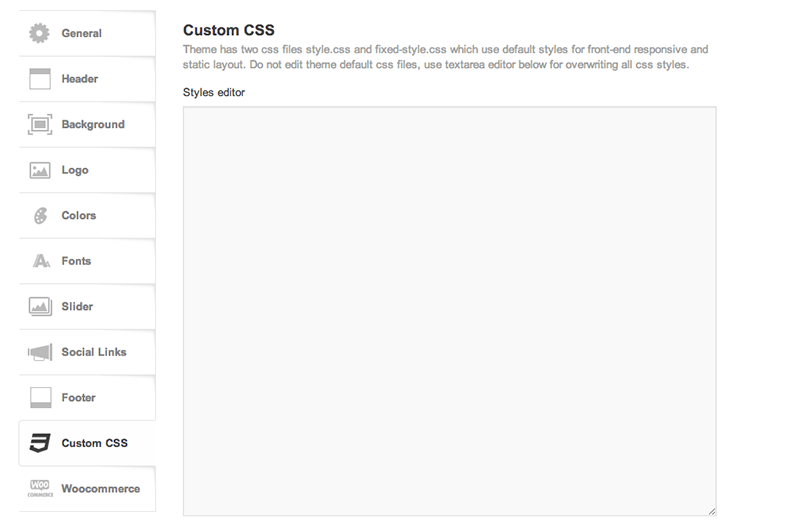 General
Header
Background
Logo
Colors
Fonts
Slider
Social Links
Footer
Custom CSS
WOO
COMMERCE
Woocommerce
Custom CSS
Theme has two css files style.css and fixed-style.css which use default styles for front-end responsive and
static layout. Do not edit theme default css files, use textarea editor below for overwriting all css styles.
Styles editor